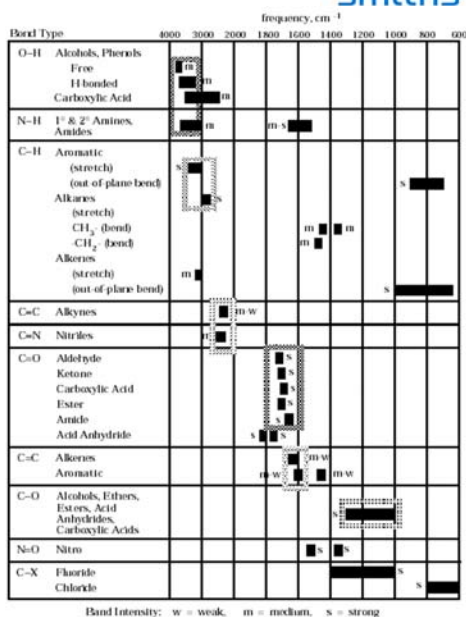 smiths
frequency, cm -1
Bond Type 4000 3000 2000 1800 1600 1400 1200 1000 800 600
O-H Alcohols, Phenols
Free m
H-bonded m
Carboxylic Acid m
N-H 1° & 2° Amines, m m-s
Amides
C-H Aromatic
(stretch) s
(out-of-plane bend) s
Alkanes s
(stretch)
CH3- (bend) m m
-CH2- (bend) m
Alkenes
(stretch) m
(out-of-plane bend) s
C=C Alkynes m-w
C=N Nitriles m
C=O Aldehyde s
Ketone s
Carboxylic Acid s
Ester s
Amide s
Acid Anhydride s s
C=C Alkenes m-w
Aromatic m-w m-w
C-O Alcohols, Ethers, 
Esters, Acid s
Anhydrides,
Carboxylic Acids
N=O Nitro s s
C-X Fluoride s
Chloride s
Band Intensity: w = weak, m = medium, s = strong